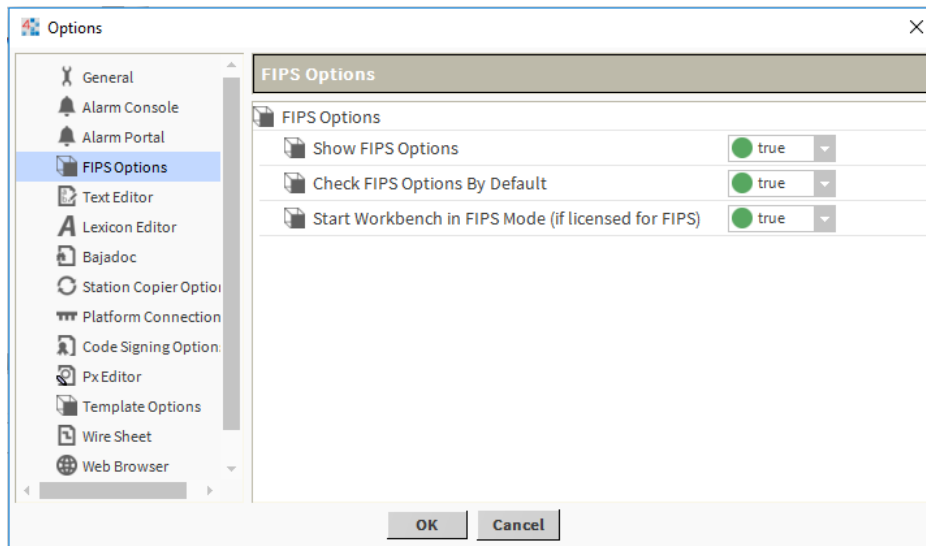 Options
General
Alarm Console
Alarm Portal
FIPS Options
Text Editor
Lexicon Editor
Bajadoc
Station Copier Optio
Platform Connection
Code Signing Option
Px Editor
Template Options
Wire Sheet
Web Browser
FIPS Options
FIPS Options
Show FIPS Options true
Check FIPS Options By Default true
Start Workbench in FIPS Mode (if licensed for FIPS) true
OK Cancel